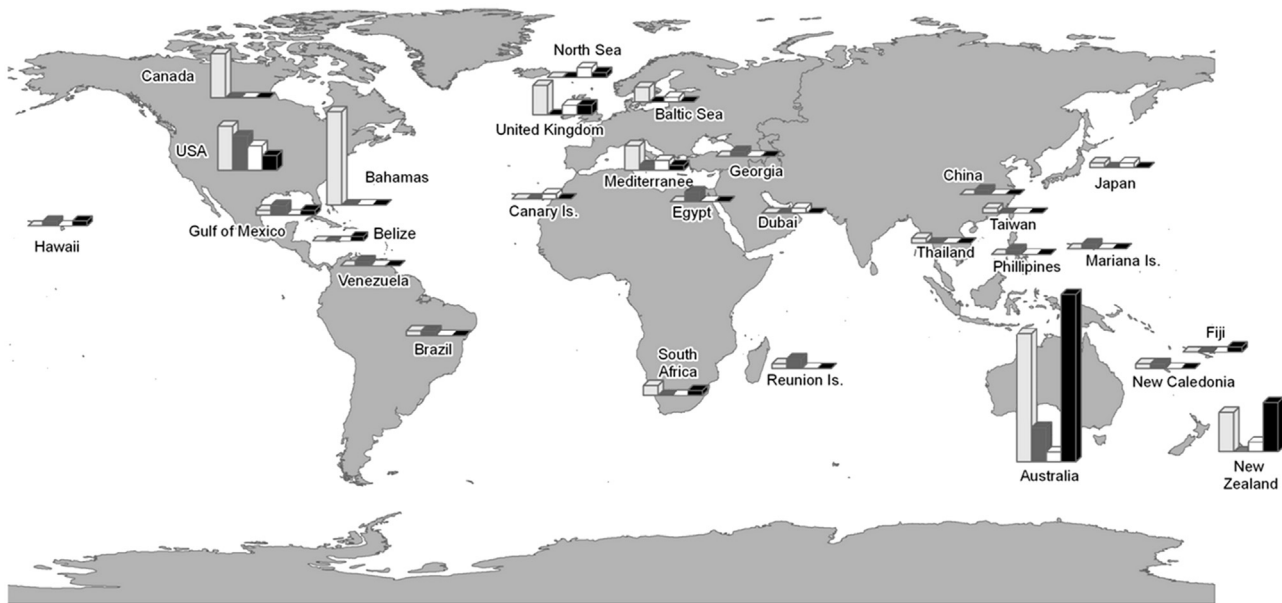 North Sea
Canada
Baltic Sea
United Kingdom
USA
Mediterranee
Georgia
China
Japan
Bahamas
Canary Is.
Egypt
Dubai
Taiwan
Gulf of Mexico
Belize
Hawaii
Thailand
Phillipines
Mariana Is.
Venezuela
Brazil
South
Africa
Reunion Is.
Fiji
New Caledonia
Australia
New
Zealand